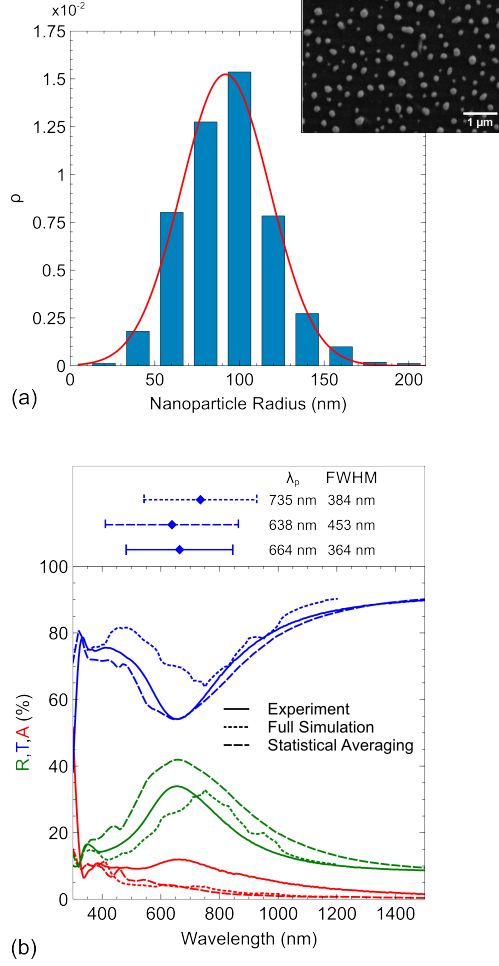 x10⁻²
1.75
1.5
1.25
1
0.75
0.5
0.25
0
0 50 100 150 200
ρ
Nanoparticle Radius (nm)
1 μm
(a)
λp FWHM
735 nm 384 nm
638 nm 453 nm
664 nm 364 nm
100
80
60
40
20
0
R,T,A (%)
Experiment
Full Simulation
Statistical Averaging
400 600 800 1000 1200 1400
Wavelength (nm)
(b)